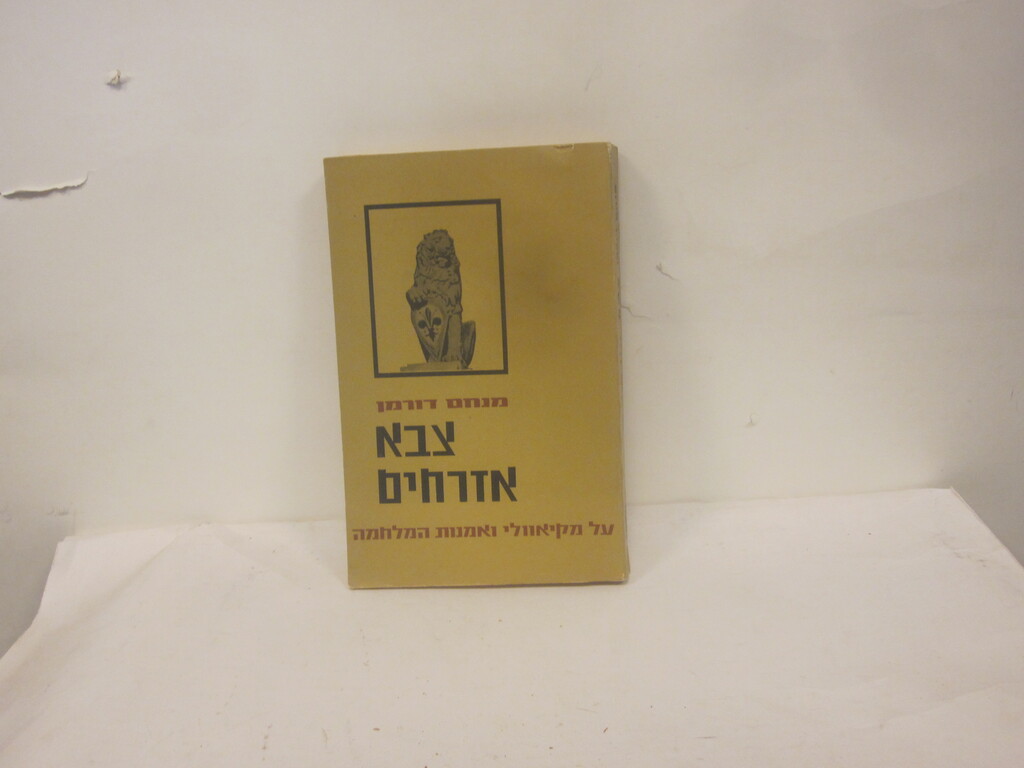 מנחם דורמן
צבא
אזרחים
על מקיאוולי ואמנות המלחמה